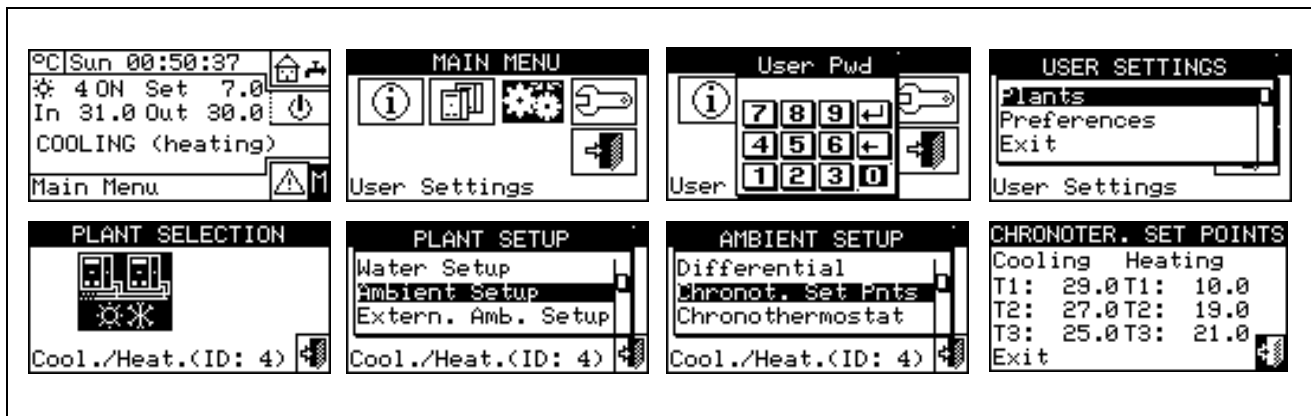 °C Sun 00:50:37
4 ON Set 7.0
In 31.0 Out 30.0
COOLING (heating)
Main Menu M
MAIN MENU
i
User Settings
User Pwd
i
7 8 9
4 5 6
1 2 3 0
User
USER SETTINGS
Plants
Preferences
Exit
User Settings
PLANT SELECTION
Cool./Heat.(ID: 4)
PLANT SETUP
Water Setup
Ambient Setup
Extern. Amb. Setup
Cool./Heat.(ID: 4)
AMBIENT SETUP
Differential
Chronot. Set Pnts
Chronothermostat
Cool./Heat.(ID: 4)
CHRONOTER. SET POINTS
Cooling Heating
T1: 29.0 T1: 10.0
T2: 27.0 T2: 19.0
T3: 25.0 T3: 21.0
Exit